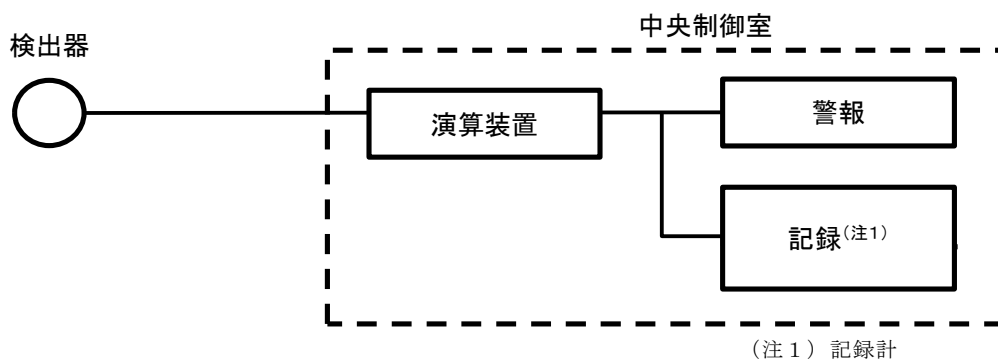 中央制御室
検出器
演算装置
警報
記録(注1)
(注1)記録計